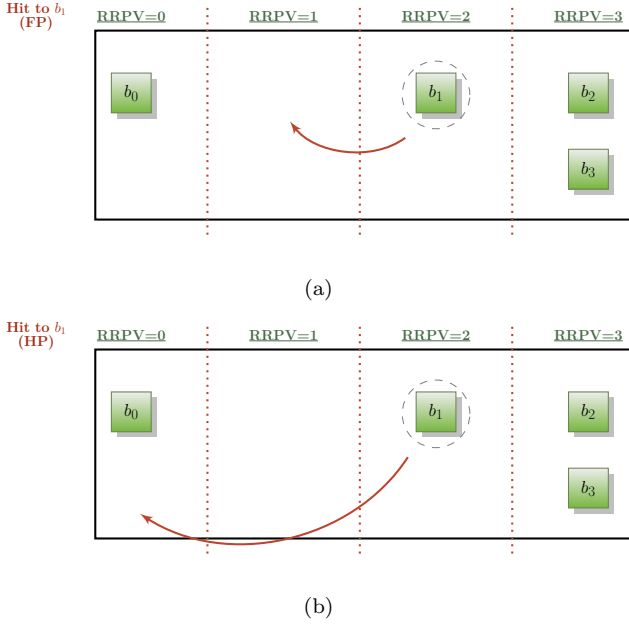 Hit to b₁
(FP)
RRPV=0 RRPV=1 RRPV=2 RRPV=3
b₀ b₁ b₂
b₃
(a)
Hit to b₁
(HP)
RRPV=0 RRPV=1 RRPV=2 RRPV=3
b₀ b₁ b₂
b₃
(b)